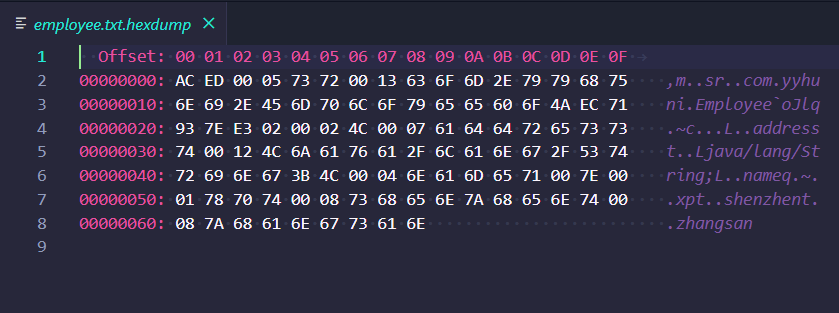 employee.txt.hexdump
1 Offset: 00 01 02 03 04 05 06 07 08 09 0A 0B 0C 0D 0E 0F
2 00000000: AC ED 00 05 73 72 00 13 63 6F 6D 2E 79 79 68 75 ,m..sr..com.yyhu
3 00000010: 6E 69 2E 45 6D 70 6C 6F 79 65 65 60 6F 4A EC 71 ni.Employee`oJlq
4 00000020: 93 7E E3 02 00 02 4C 00 07 61 64 64 72 65 73 73 .~c...L..address
5 00000030: 74 00 12 4C 6A 61 76 61 2F 6C 61 6E 67 2F 53 74 t..Ljava/lang/St
6 00000040: 72 69 6E 67 3B 4C 00 04 6E 61 6D 65 71 00 7E 00 ring;L..nameq.~.
7 00000050: 01 78 70 74 00 08 73 68 65 6E 7A 68 65 6E 74 00 .xpt..shenzhent.
8 00000060: 08 7A 68 61 6E 67 73 61 6E .zhangsan
9